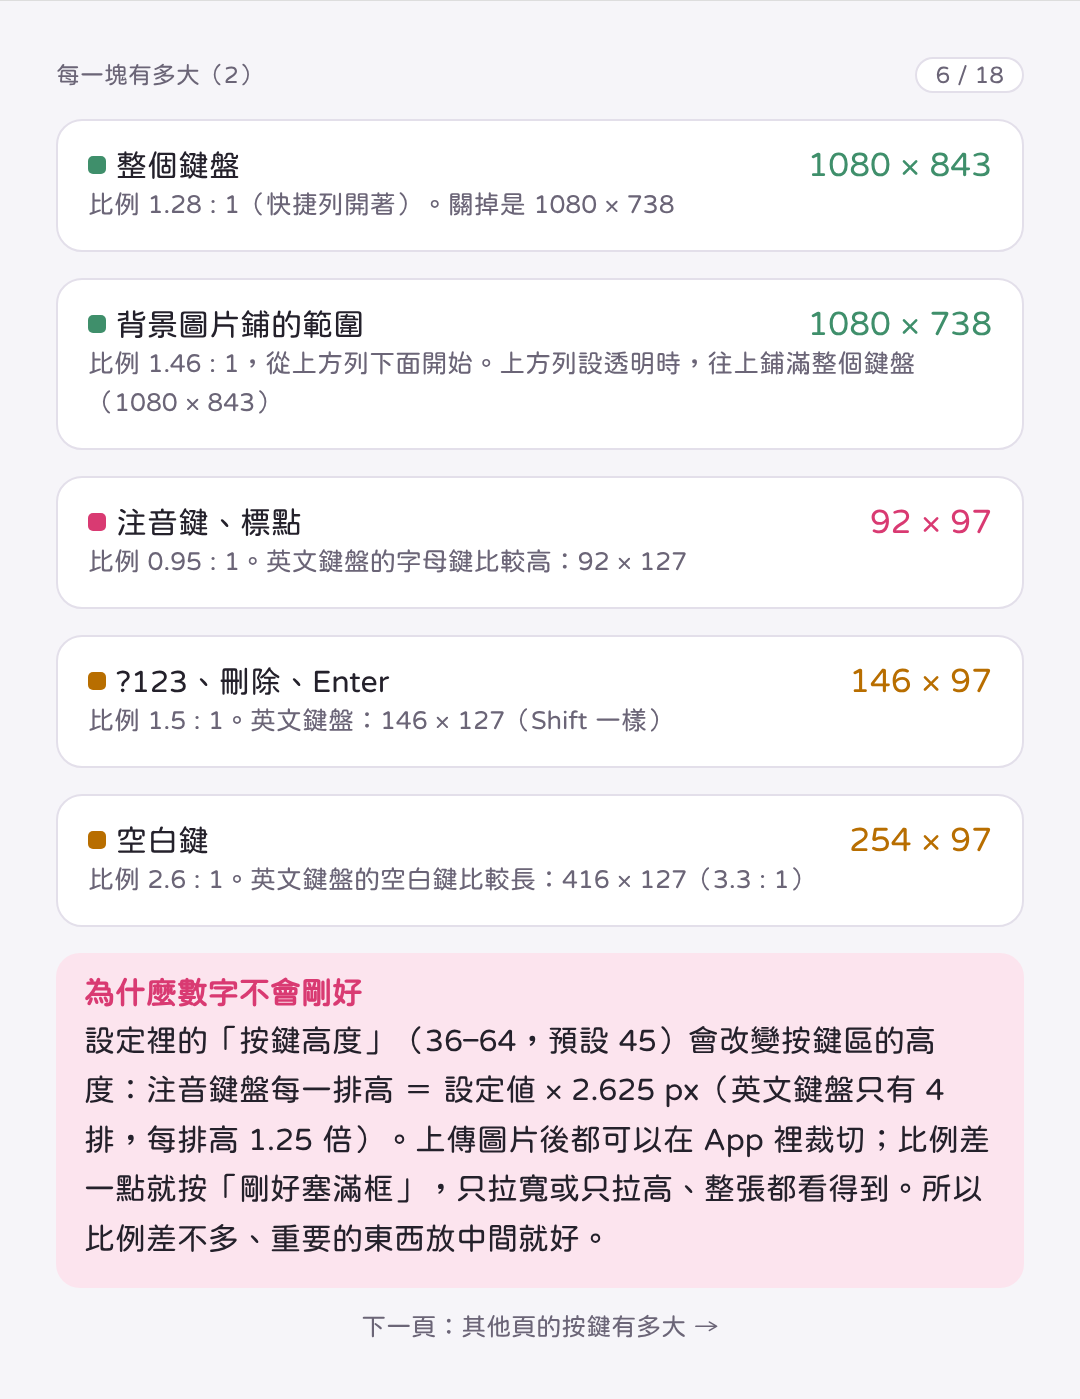 每一塊有多大（2）
6 / 18
整個鍵盤
1080 × 843
比例 1.28 : 1（快捷列開著）。關掉是 1080 × 738
背景圖片鋪的範圍
1080 × 738
比例 1.46 : 1，從上方列下面開始。上方列設透明時，往上鋪滿整個鍵盤
（1080 × 843）
注音鍵、標點
92 × 97
比例 0.95 : 1。英文鍵盤的字母鍵比較高：92 × 127
?123、刪除、Enter
146 × 97
比例 1.5 : 1。英文鍵盤：146 × 127（Shift 一樣）
空白鍵
254 × 97
比例 2.6 : 1。英文鍵盤的空白鍵比較長：416 × 127（3.3 : 1）
為什麼數字不會剛好
設定裡的「按鍵高度」（36–64，預設 45）會改變按鍵區的高
度：注音鍵盤每一排高 ＝ 設定值 × 2.625 px（英文鍵盤只有 4
排，每排高 1.25 倍）。上傳圖片後都可以在 App 裡裁切；比例差
一點就按「剛好塞滿框」，只拉寬或只拉高、整張都看得到。所以
比例差不多、重要的東西放中間就好。
下一頁：其他頁的按鍵有多大 →